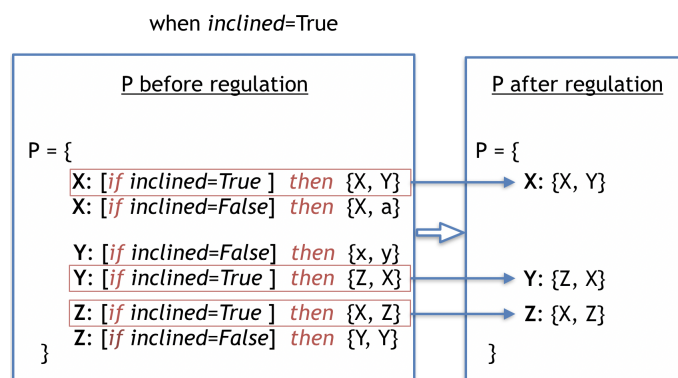 when inclined=True
P before regulation
P = {
X: [if inclined=True ] then {X, Y}
X: [if inclined=False] then {X, a}
Y: [if inclined=False] then {x, y}
Y: [if inclined=True ] then {Z, X}
Z: [if inclined=True ] then {X, Z}
Z: [if inclined=False] then {Y, Y}
}
P after regulation
P = {
X: {X, Y}
Y: {Z, X}
Z: {X, Z}
}